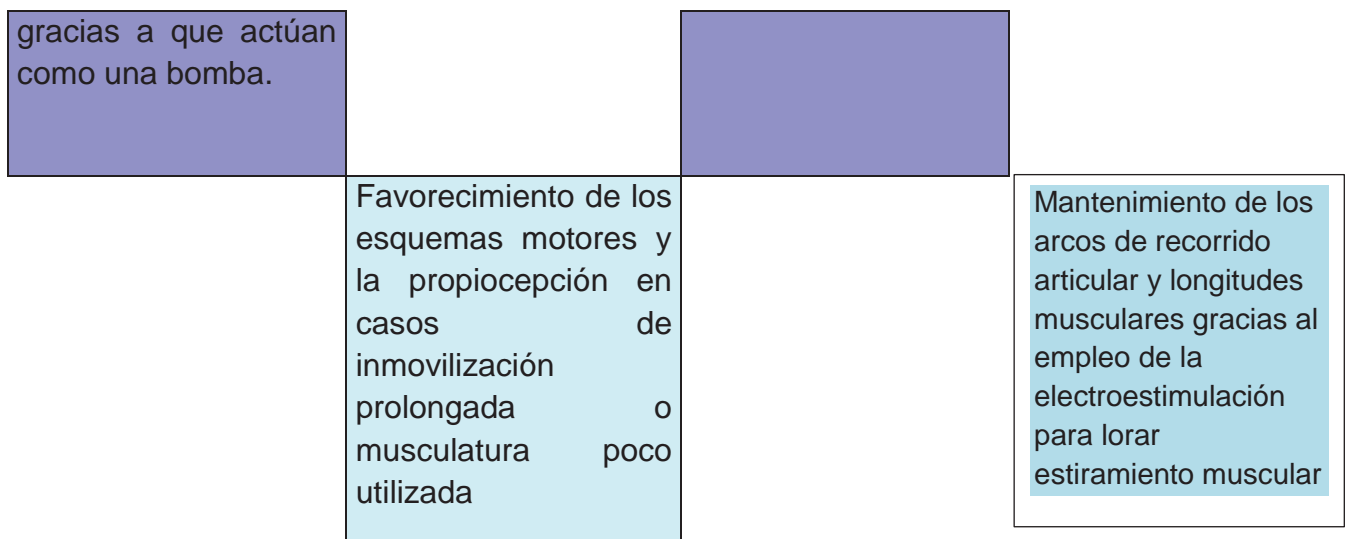 gracias a que actúan
como una bomba.
Favorecimiento de los
esquemas motores y
la propiocepción en
casos de
inmovilización
prolongada o
musculatura poco
utilizada
Mantenimiento de los
arcos de recorrido
articular y longitudes
musculares gracias al
empleo de la
electroestimulación
para lorar
estiramiento muscular